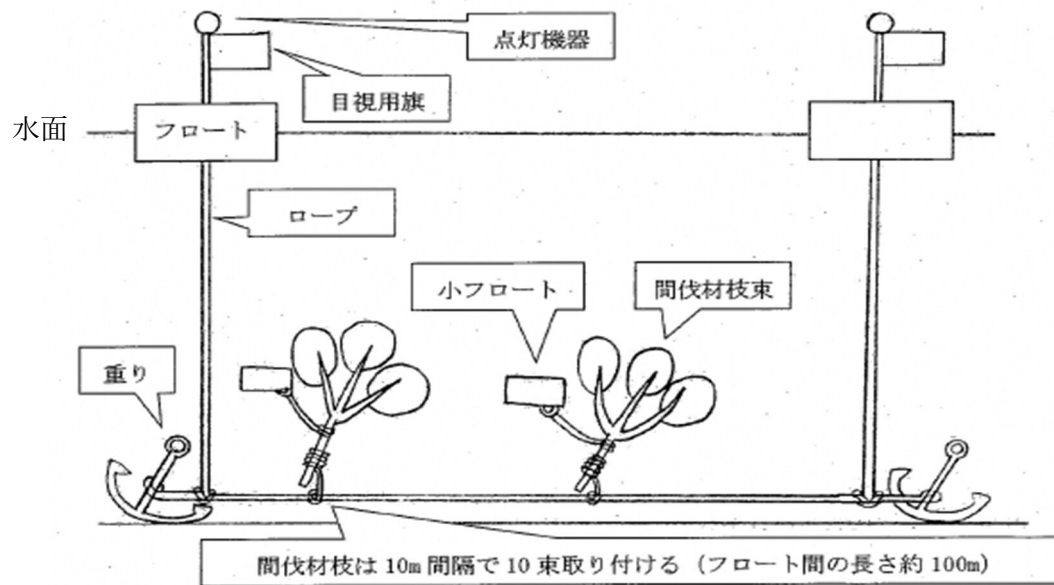 点灯機器
目視用旗
水面
フロート
ロープ
小フロート
間伐材枝束
重り
間伐材枝は10m間隔で10束取り付ける（フロート間の長さ約100m）